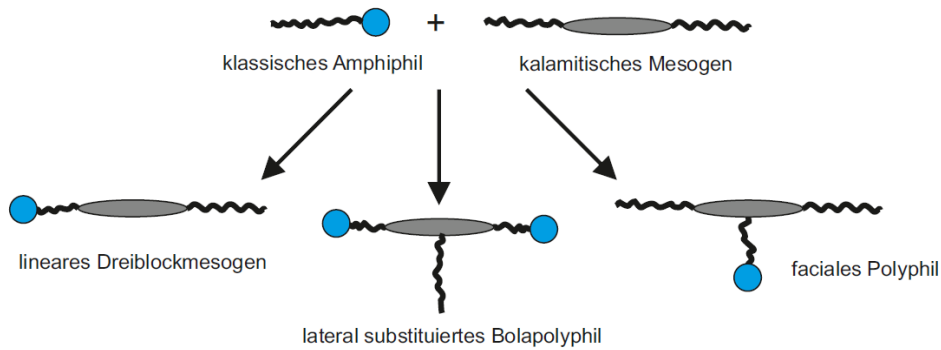 +
klassisches Amphiphil
kalamitisches Mesogen
lineares Dreiblockmesogen
lateral substituiertes Bolapolyphil
faciales Polyphil